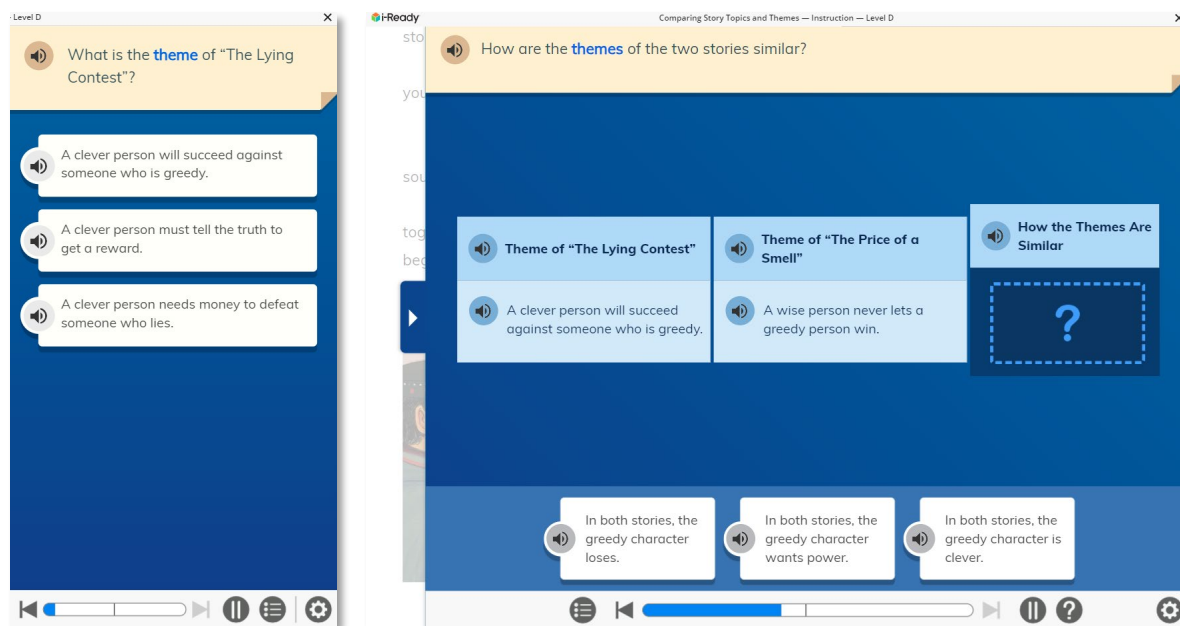 Level D
What is the theme of “The Lying
Contest”?
A clever person will succeed against
someone who is greedy.
A clever person must tell the truth to
get a reward.
A clever person needs money to defeat
someone who lies.
i-Ready
Comparing Story Topics and Themes — Instruction — Level D
sto
you
sou
tog
beg
How are the themes of the two stories similar?
Theme of “The Lying Contest”
Theme of “The Price of a
Smell”
How the Themes Are
Similar
A clever person will succeed
against someone who is greedy.
A wise person never lets a
greedy person win.
?
In both stories, the
greedy character
loses.
In both stories, the
greedy character
wants power.
In both stories, the
greedy character is
clever.